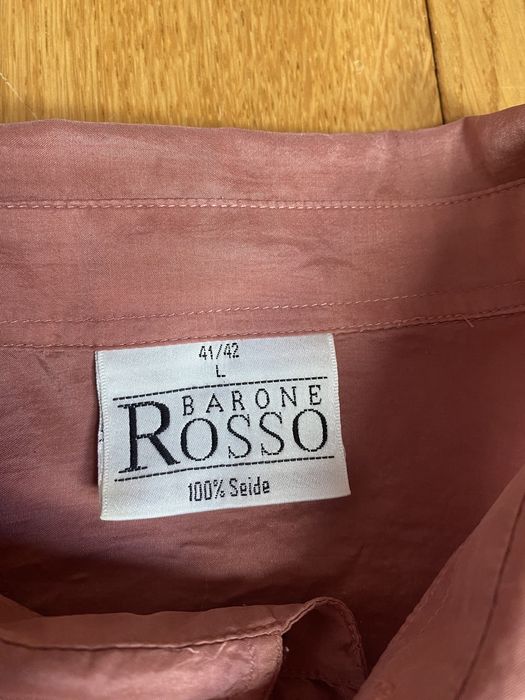 41/42
L
BARONE
ROSSO
100% Seide